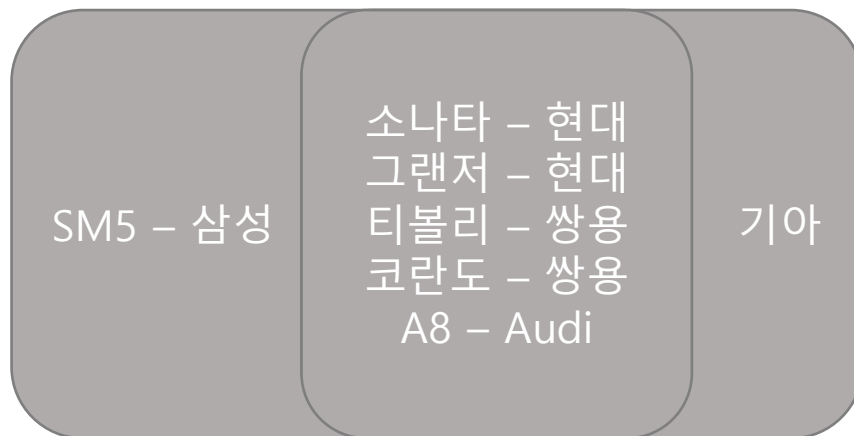 SM5 – 삼성
소나타 – 현대
그랜저 – 현대
티볼리 – 쌍용
코란도 – 쌍용
A8 – Audi
기아